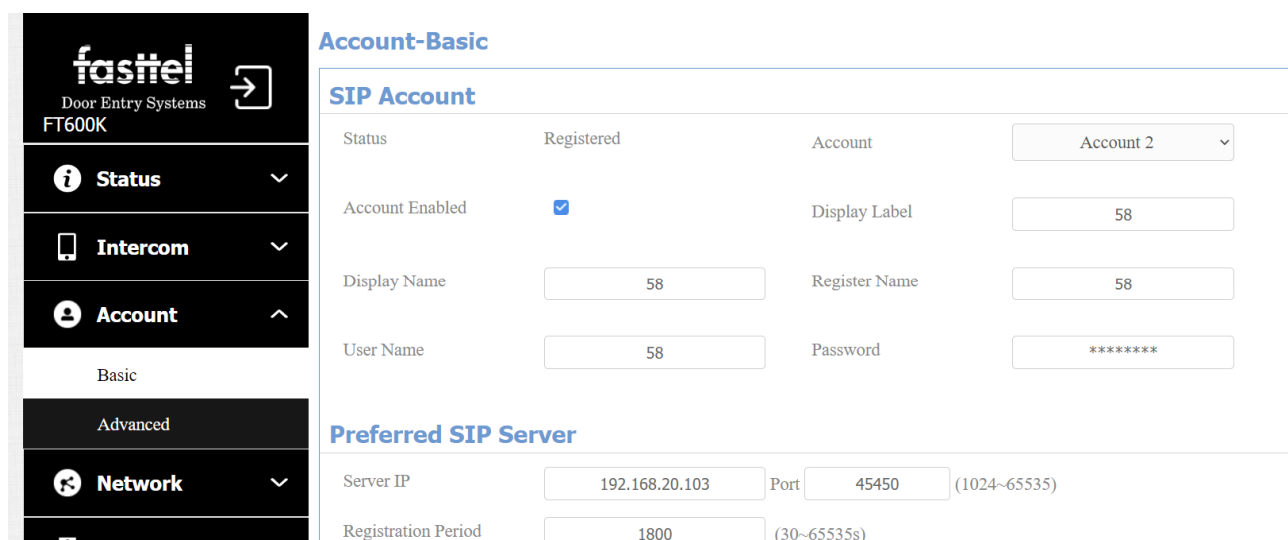 fasttel
Door Entry Systems
FT600K
Status
Intercom
Account
Basic
Advanced
Network
Account-Basic
SIP Account
Status Registered Account Account 2
Account Enabled Display Label 58
Display Name 58 Register Name 58
User Name 58 Password ********
Preferred SIP Server
Server IP 192.168.20.103 Port 45450 (1024~65535)
Registration Period 1800 (30~65535s)